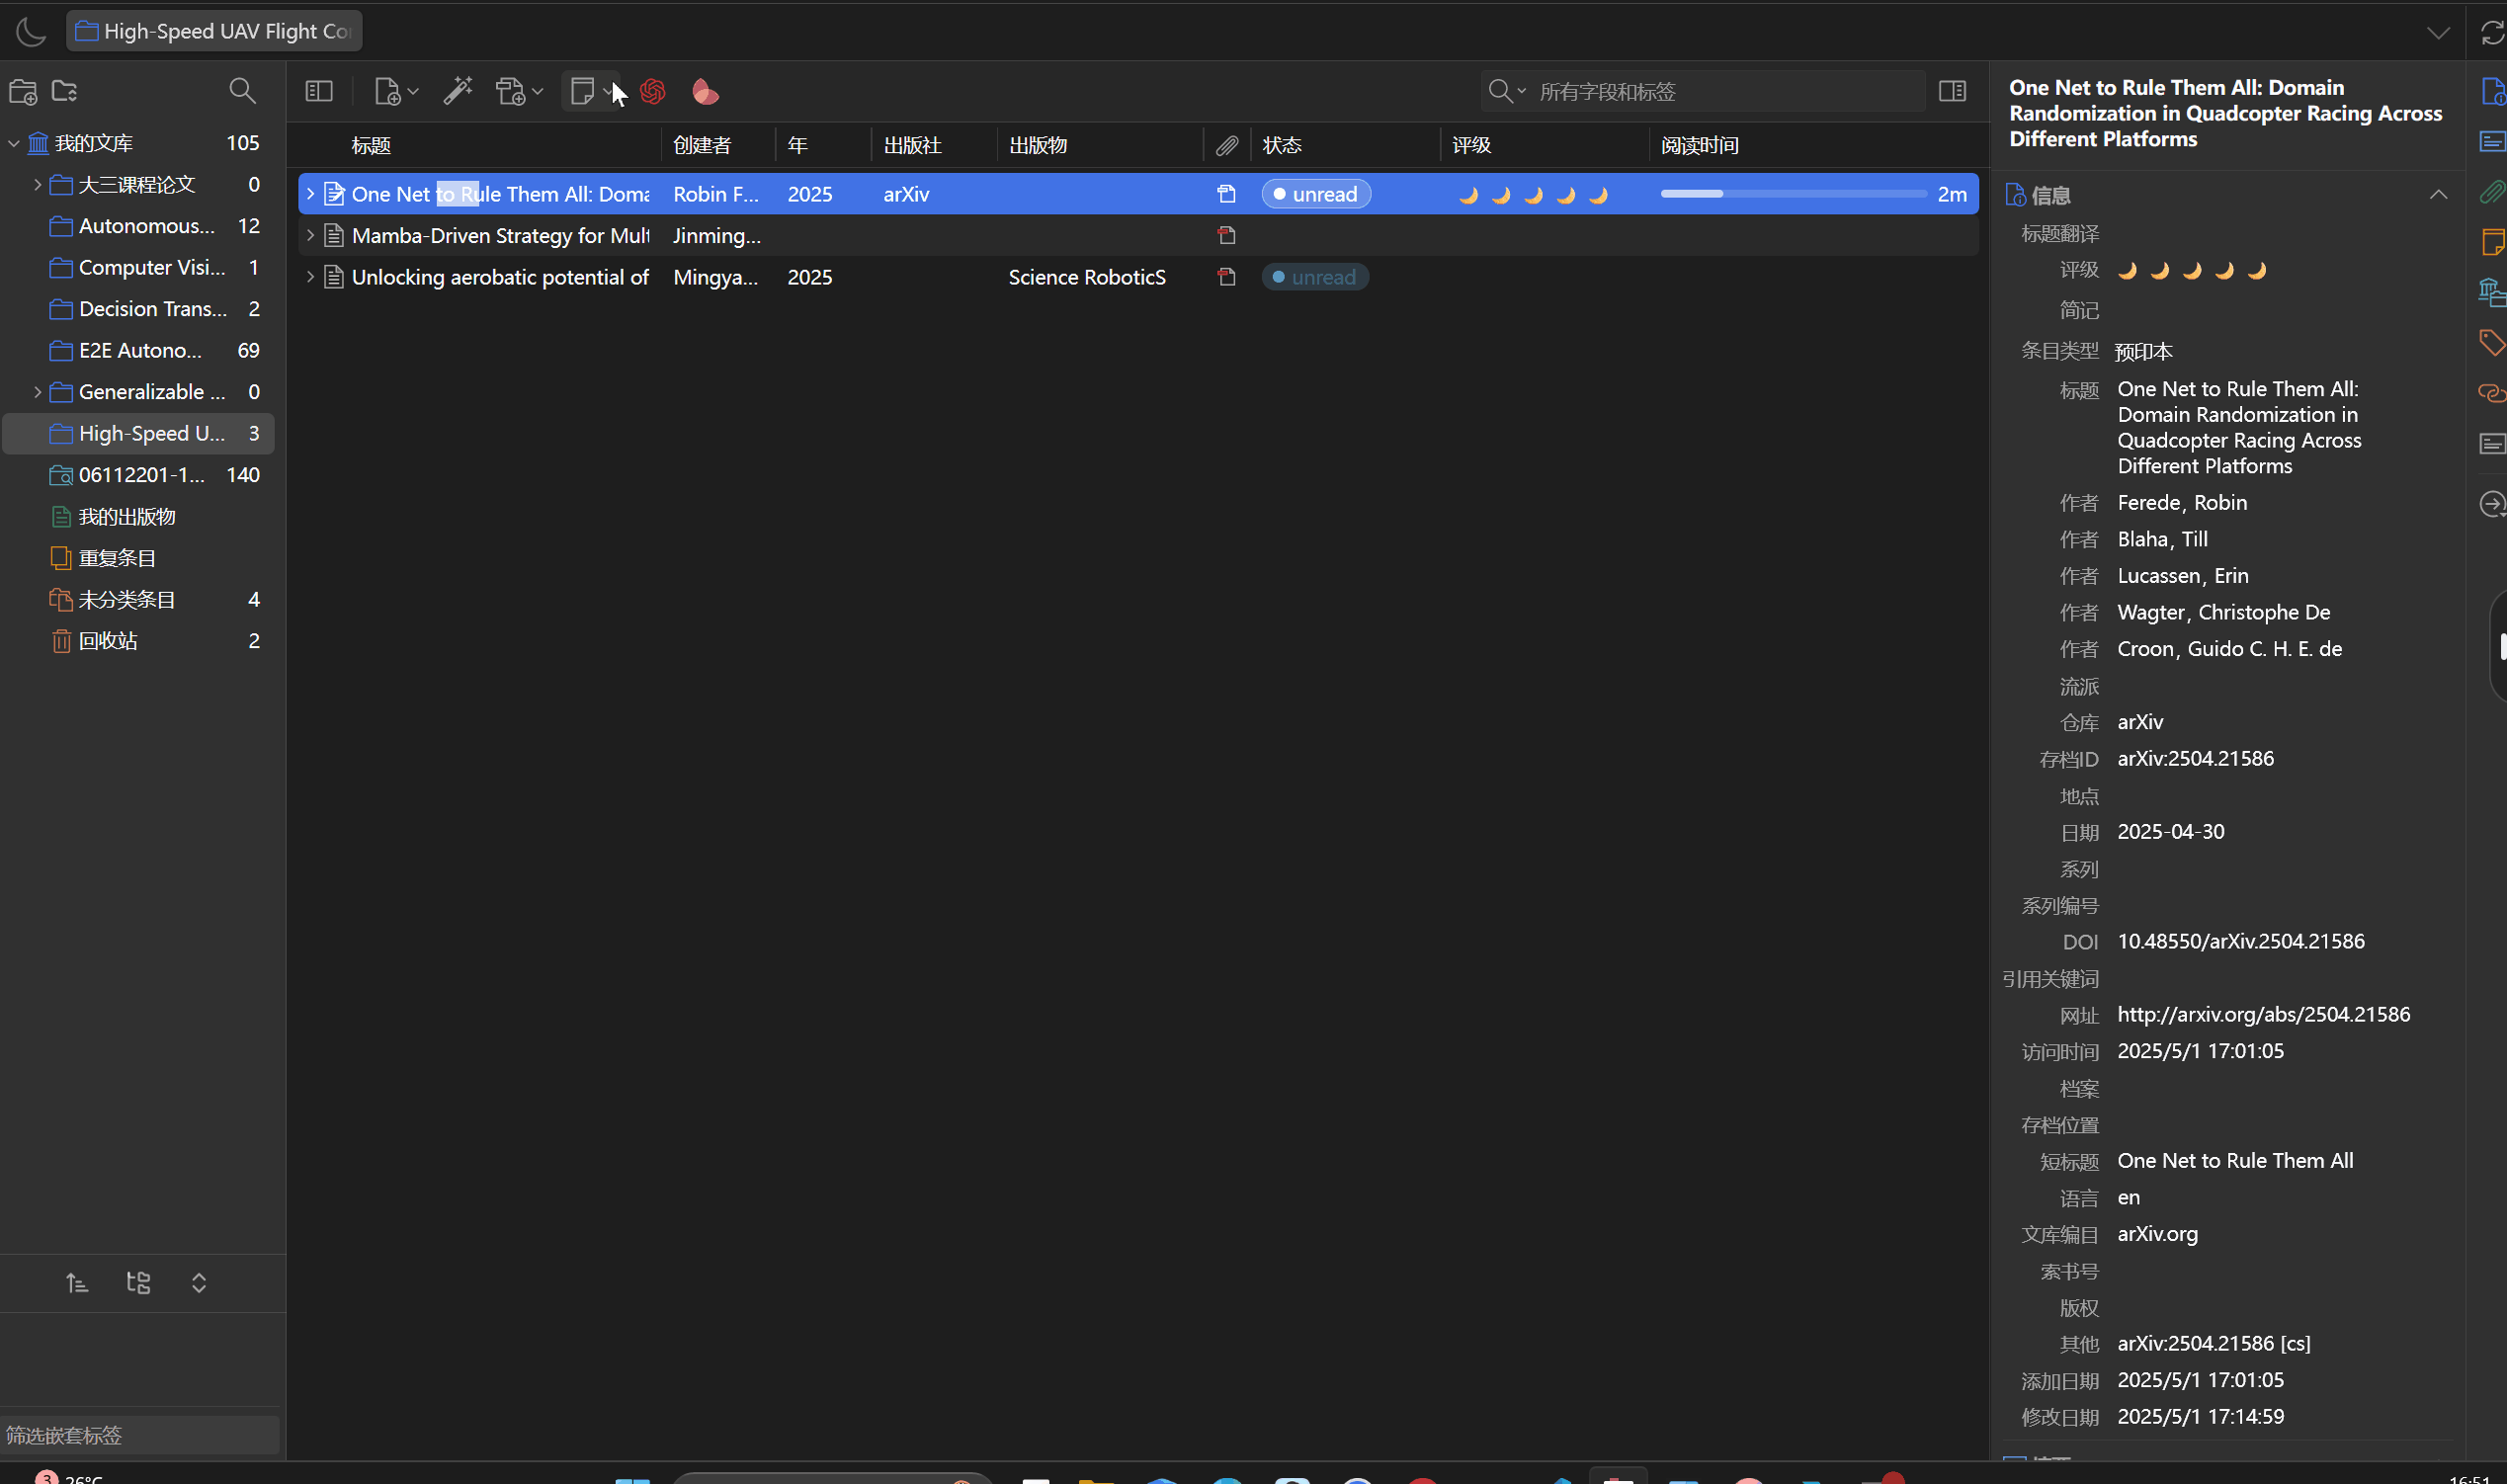 High-Speed UAV Flight Co
所有字段和标签
我的文库 105
大三课程论文 0
Autonomous... 12
Computer Visi... 1
Decision Trans... 2
E2E Autono... 69
Generalizable ... 0
High-Speed U... 3
06112201-1... 140
我的出版物
重复条目
未分类条目 4
回收站 2
筛选嵌套标签
标题 创建者 年 出版社 出版物 状态 评级 阅读时间
One Net to Rule Them All: Doma Robin F... 2025 arXiv unread 2m
Mamba-Driven Strategy for Mult Jinming...
Unlocking aerobatic potential of Mingya... 2025 Science RoboticS unread
One Net to Rule Them All: Domain
Randomization in Quadcopter Racing Across
Different Platforms
信息
标题翻译
评级
简记
条目类型 预印本
标题 One Net to Rule Them All:
Domain Randomization in
Quadcopter Racing Across
Different Platforms
作者 Ferede, Robin
作者 Blaha, Till
作者 Lucassen, Erin
作者 Wagter, Christophe De
作者 Croon, Guido C. H. E. de
流派
仓库 arXiv
存档ID arXiv:2504.21586
地点
日期 2025-04-30
系列
系列编号
DOI 10.48550/arXiv.2504.21586
引用关键词
网址 http://arxiv.org/abs/2504.21586
访问时间 2025/5/1 17:01:05
档案
存档位置
短标题 One Net to Rule Them All
语言 en
文库编目 arXiv.org
索书号
版权
其他 arXiv:2504.21586 [cs]
添加日期 2025/5/1 17:01:05
修改日期 2025/5/1 17:14:59
3 26°C
16:51